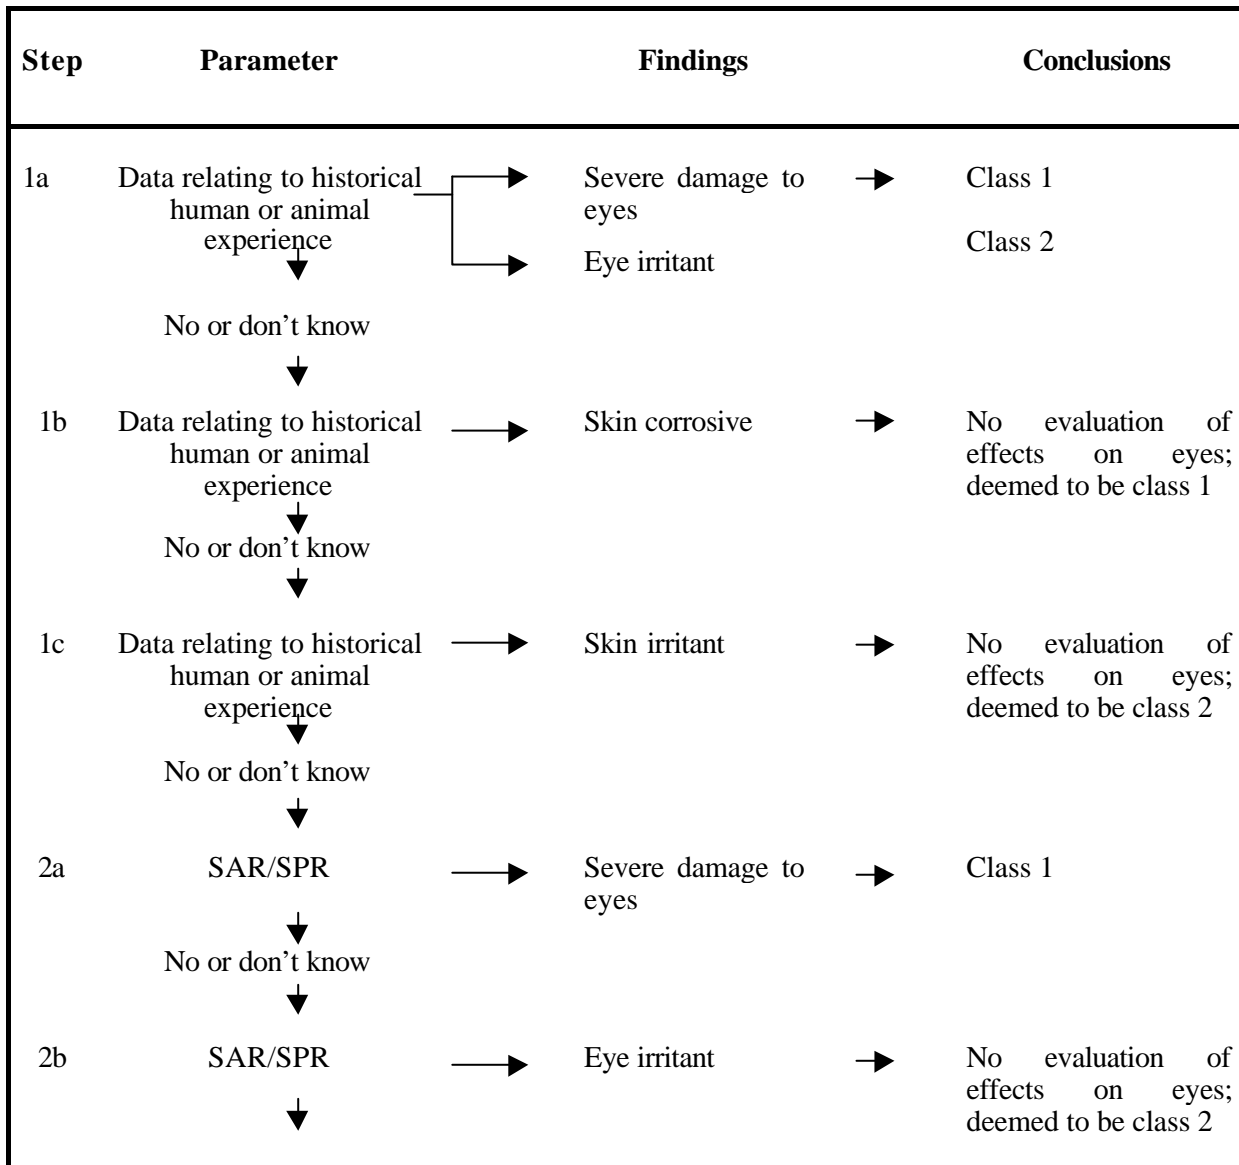 Step Parameter Findings Conclusions
1a Data relating to historical Severe damage to Class 1
human or animal eyes
experience Class 2
Eye irritant
No or don’t know
1b Data relating to historical Skin corrosive No evaluation of
human or animal effects on eyes;
experience deemed to be class 1
No or don’t know
1c Data relating to historical Skin irritant No evaluation of
human or animal effects on eyes;
experience deemed to be class 2
No or don’t know
2a SAR/SPR Severe damage to Class 1
eyes
No or don’t know
2b SAR/SPR Eye irritant No evaluation of
effects on eyes;
deemed to be class 2